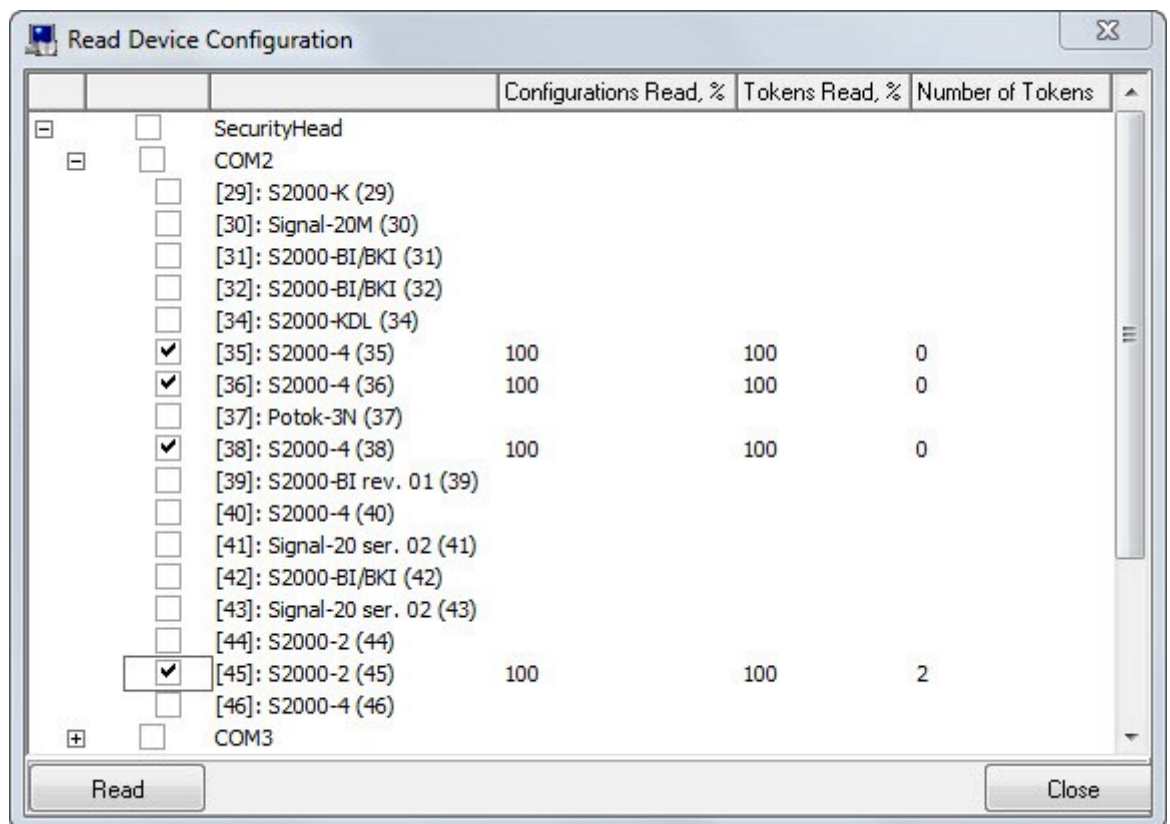 Read Device Configuration
Configurations Read, % Tokens Read, % Number of Tokens
SecurityHead
COM2
[29]: S2000-K (29)
[30]: Signal-20M (30)
[31]: S2000-BI/BKI (31)
[32]: S2000-BI/BKI (32)
[34]: S2000-KDL (34)
[35]: S2000-4 (35) 100 100 0
[36]: S2000-4 (36) 100 100 0
[37]: Potok-3N (37)
[38]: S2000-4 (38) 100 100 0
[39]: S2000-BI rev. 01 (39)
[40]: S2000-4 (40)
[41]: Signal-20 ser. 02 (41)
[42]: S2000-BI/BKI (42)
[43]: Signal-20 ser. 02 (43)
[44]: S2000-2 (44)
[45]: S2000-2 (45) 100 100 2
[46]: S2000-4 (46)
COM3
Read Close